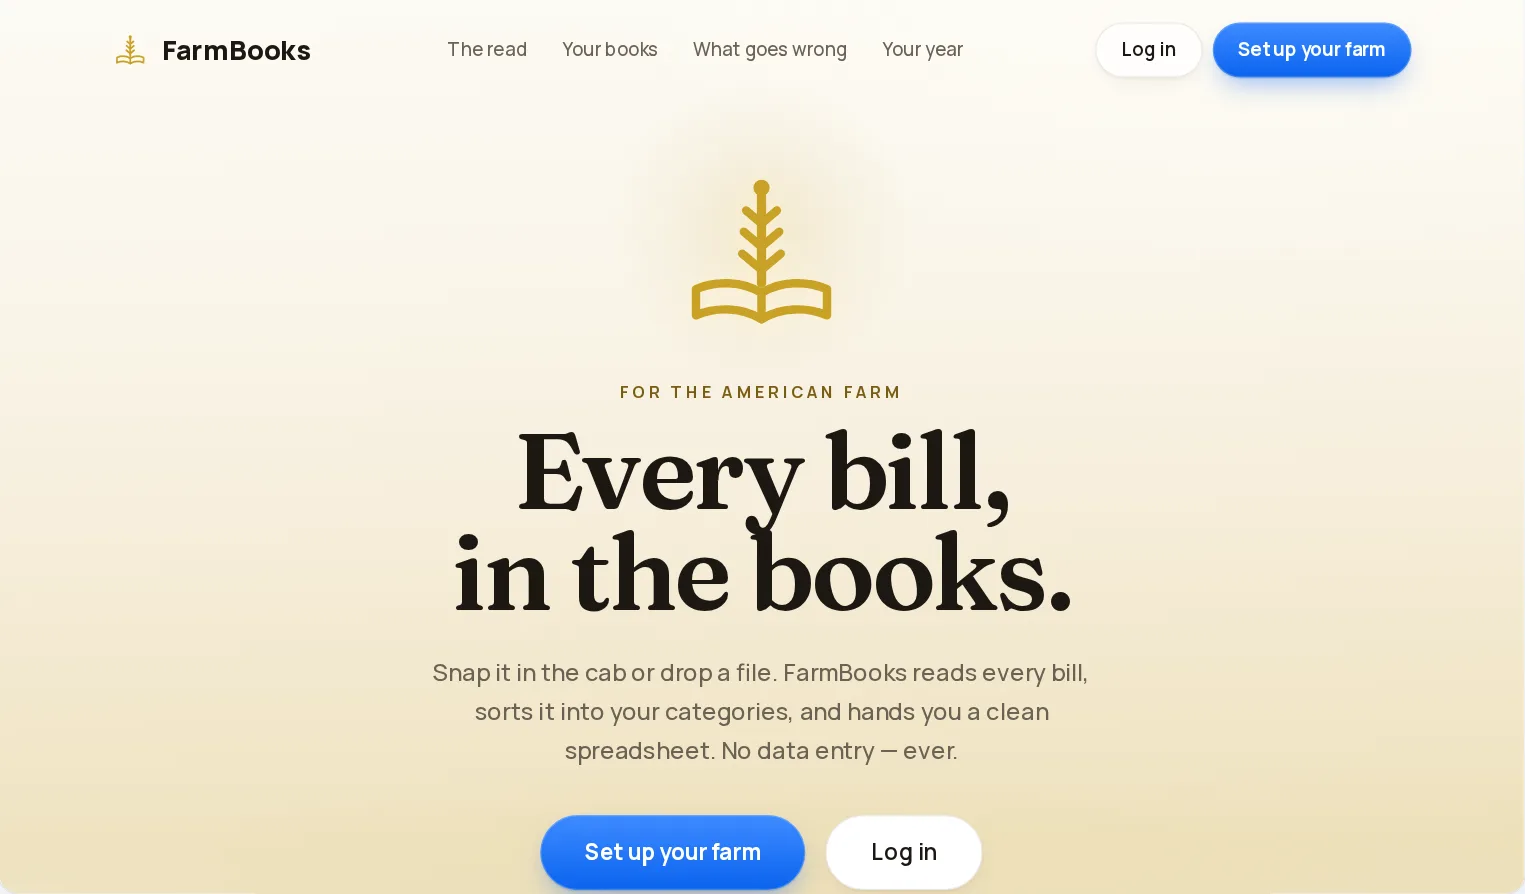 FarmBooks
The read
Your books
What goes wrong
Your year
Log in
Set up your farm
FOR THE AMERICAN FARM
Every bill,
in the books.
Snap it in the cab or drop a file. FarmBooks reads every bill,
sorts it into your categories, and hands you a clean
spreadsheet. No data entry — ever.
Set up your farm
Log in